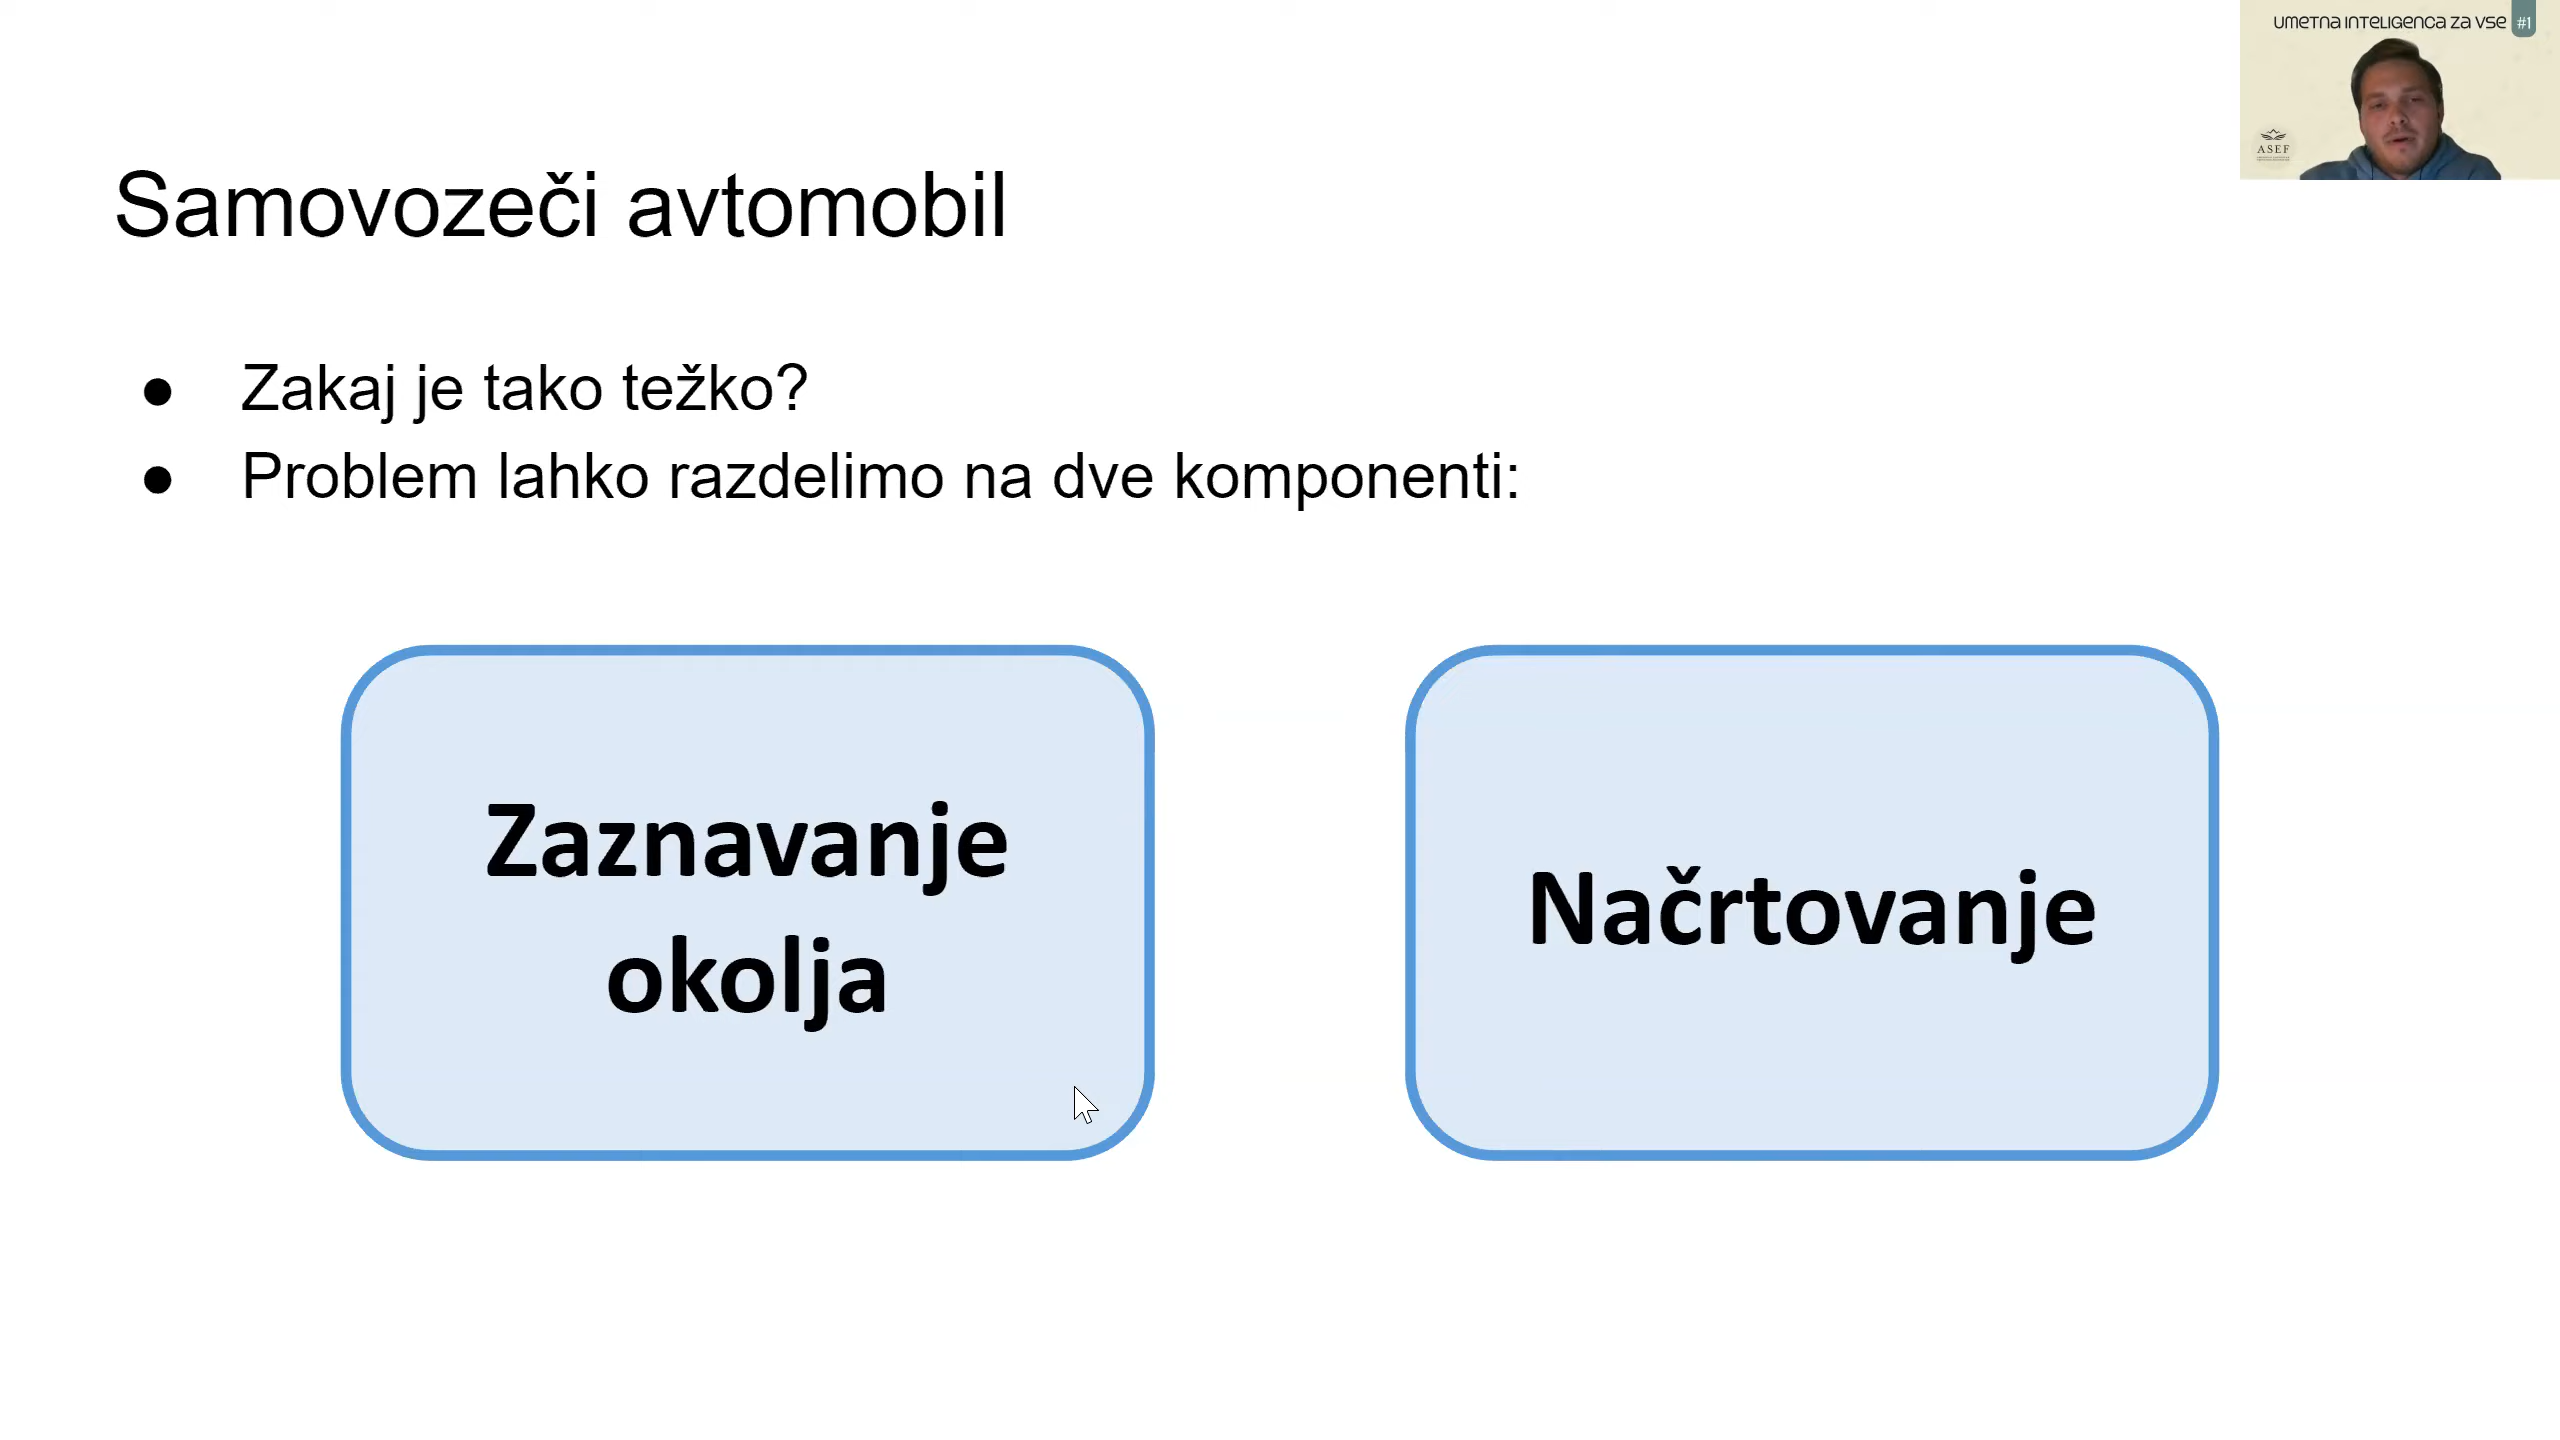 UMETNA INTELIGENCA ZA VSE #1
ASEF
Samovozeči avtomobil
● Zakaj je tako težko?
● Problem lahko razdelimo na dve komponenti:
Zaznavanje
okolja
Načrtovanje